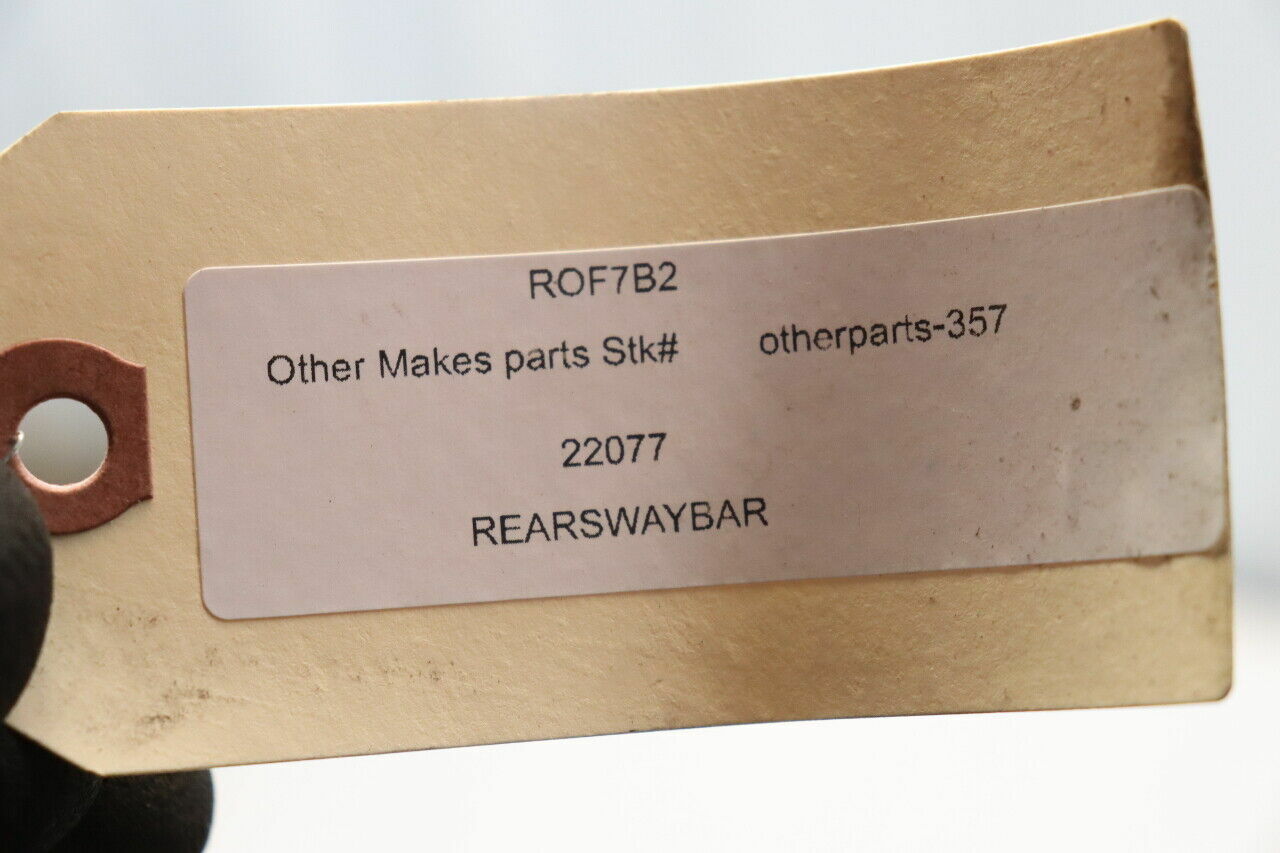 ROF7B2
Other Makes parts Stk# otherparts-357
22077
REARSWAYBAR